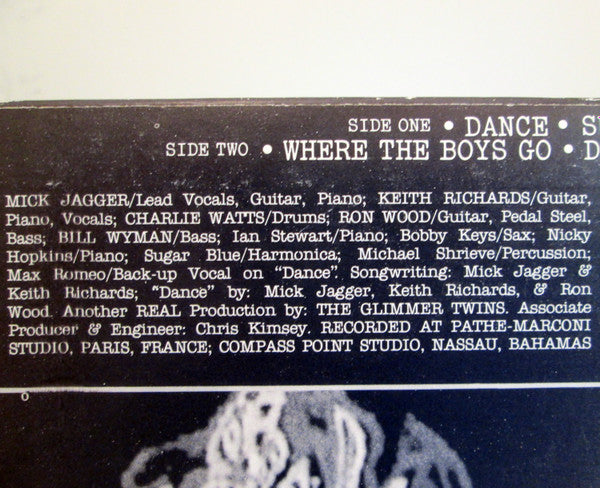 SIDE ONE • DANCE •
SIDE TWO • WHERE THE BOYS GO •
MICK JAGGER/Lead Vocals, Guitar, Piano; KEITH RICHARDS/Guitar,
Piano, Vocals; CHARLIE WATTS/Drums; RON WOOD/Guitar, Pedal Steel,
Bass; BILL WYMAN/Bass; Ian Stewart/Piano; Bobby Keys/Sax; Nicky
Hopkins/Piano; Sugar Blue/Harmonica; Michael Shrieve/Percussion;
Max Romeo/Back-up Vocal on “Dance”. Songwriting: Mick Jagger &
Keith Richards; “Dance” by: Mick Jagger, Keith Richards, & Ron
Wood. Another REAL Production by: THE GLIMMER TWINS. Associate
Producer & Engineer: Chris Kimsey. RECORDED AT PATHE-MARCONI
STUDIO, PARIS, FRANCE; COMPASS POINT STUDIO, NASSAU, BAHAMAS